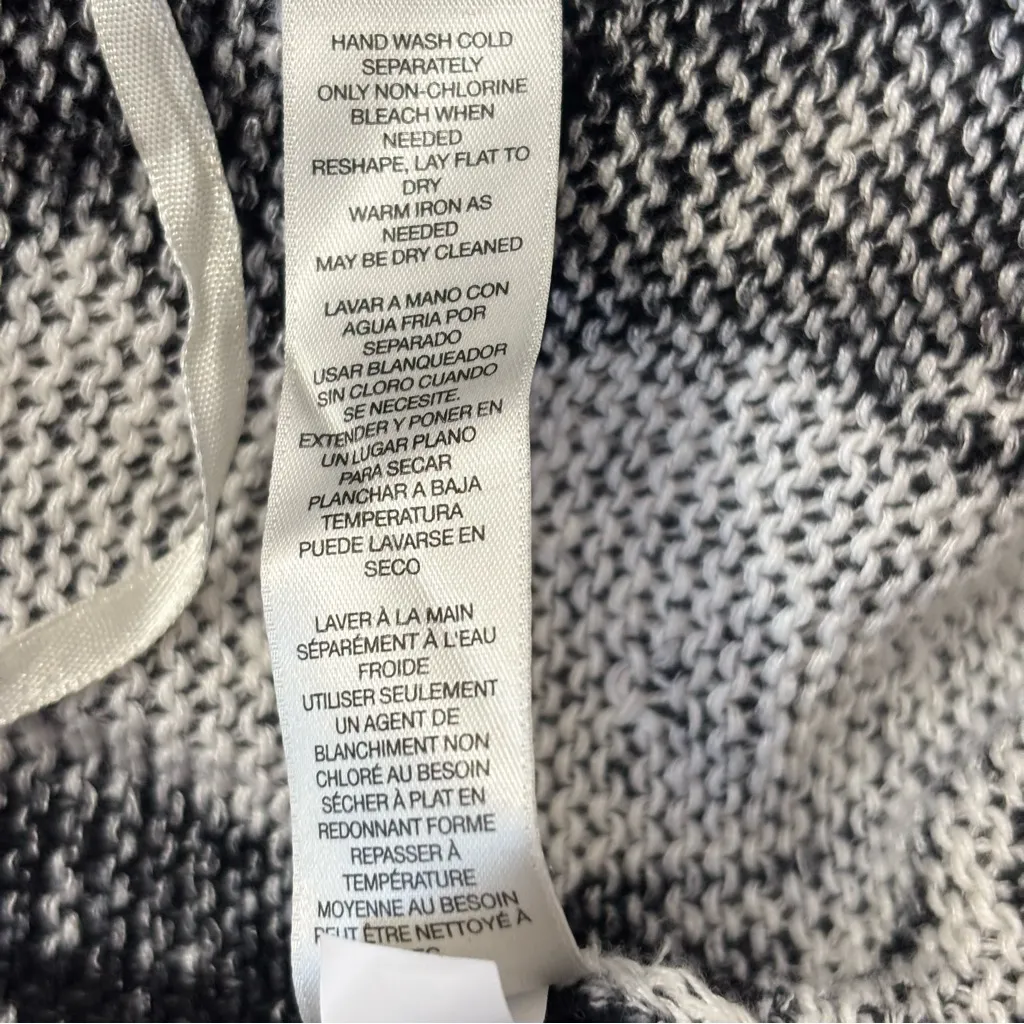 HAND WASH COLD
SEPARATELY
ONLY NON-CHLORINE
BLEACH WHEN
NEEDED
RESHAPE, LAY FLAT TO
DRY
WARM IRON AS
NEEDED
MAY BE DRY CLEANED
LAVAR A MANO CON
AGUA FRIA POR
SEPARADO
USAR BLANQUEADOR
SIN CLORO CUANDO
SE NECESITE.
EXTENDER Y PONER EN
UN LUGAR PLANO
PARA SECAR
PLANCHAR A BAJA
TEMPERATURA
PUEDE LAVARSE EN
SECO
LAVER À LA MAIN
SÉPARÉMENT À L'EAU
FROIDE
UTILISER SEULEMENT
UN AGENT DE
BLANCHIMENT NON
CHLORÉ AU BESOIN
SÉCHER À PLAT EN
REDONNANT FORME
REPASSER À
TEMPÉRATURE
MOYENNE AU BESOIN
PEUT ÊTRE NETTOYÉ À